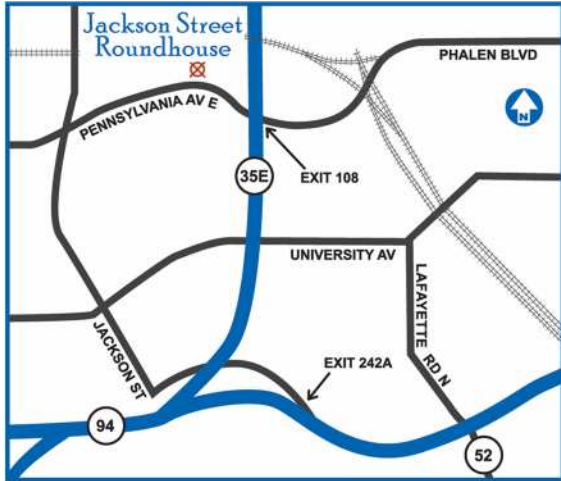 Jackson Street
Roundhouse
PHALEN BLVD
PENNSYLVANIA AV E
N
35E
EXIT 108
UNIVERSITY AV
LAFAYETTE
RD N
JACKSON ST
EXIT 242A
94
52